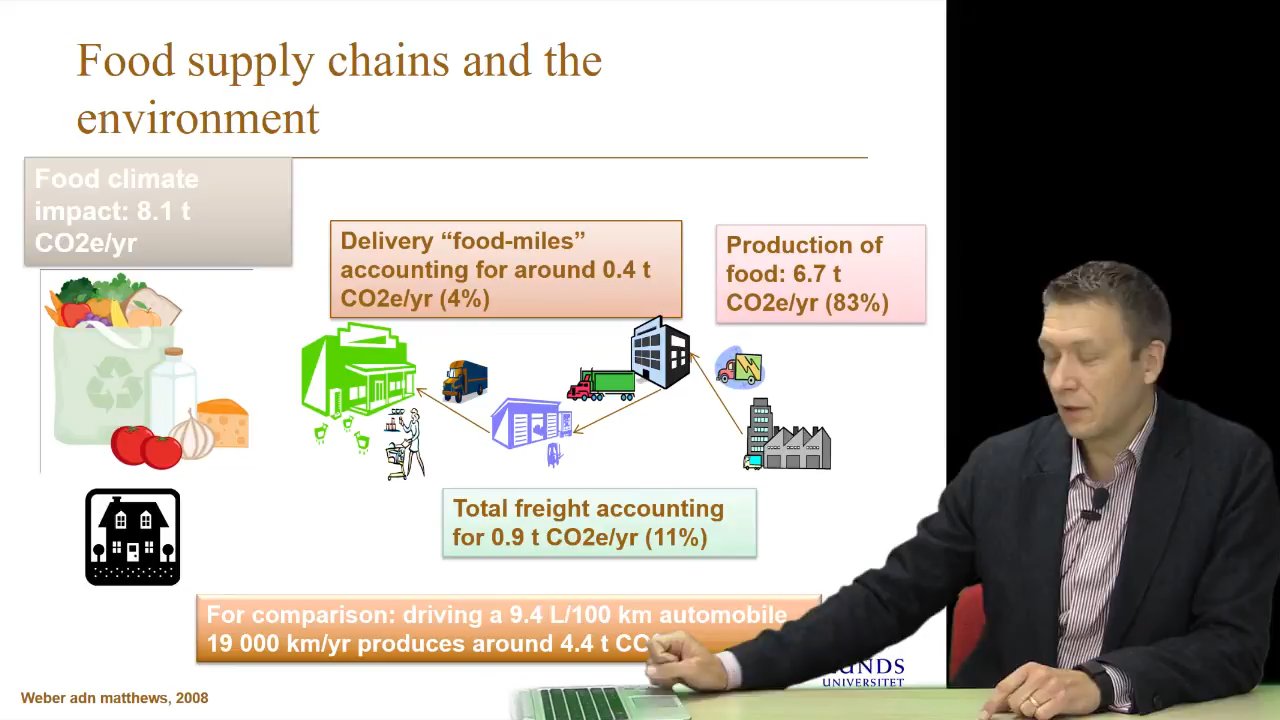 Food supply chains and the
environment
Food climate
impact: 8.1 t
CO2e/yr
Delivery “food-miles”
accounting for around 0.4 t
CO2e/yr (4%)
Production of
food: 6.7 t
CO2e/yr (83%)
Total freight accounting
for 0.9 t CO2e/yr (11%)
For comparison: driving a 9.4 L/100 km automobile
19 000 km/yr produces around 4.4 t
UNIVERSITET
Weber adn matthews, 2008